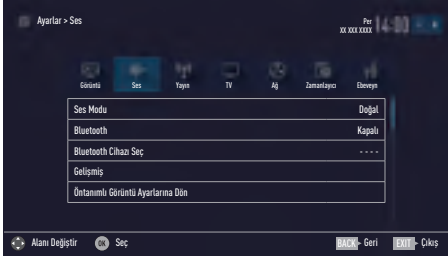 Ayarlar > Ses
Per
XX XXX XXXX
14:00
Görüntü Ses Yayın TV Ağ Zamanlayıcı Ebeveyn
Ses Modu Doğal
Bluetooth Kapalı
Bluetooth Cihazı Seç - - - -
Gelişmiş
Öntanımlı Görüntü Ayarlarına Dön
Alanı Değiştir OK Seç BACK Geri EXIT Çıkış